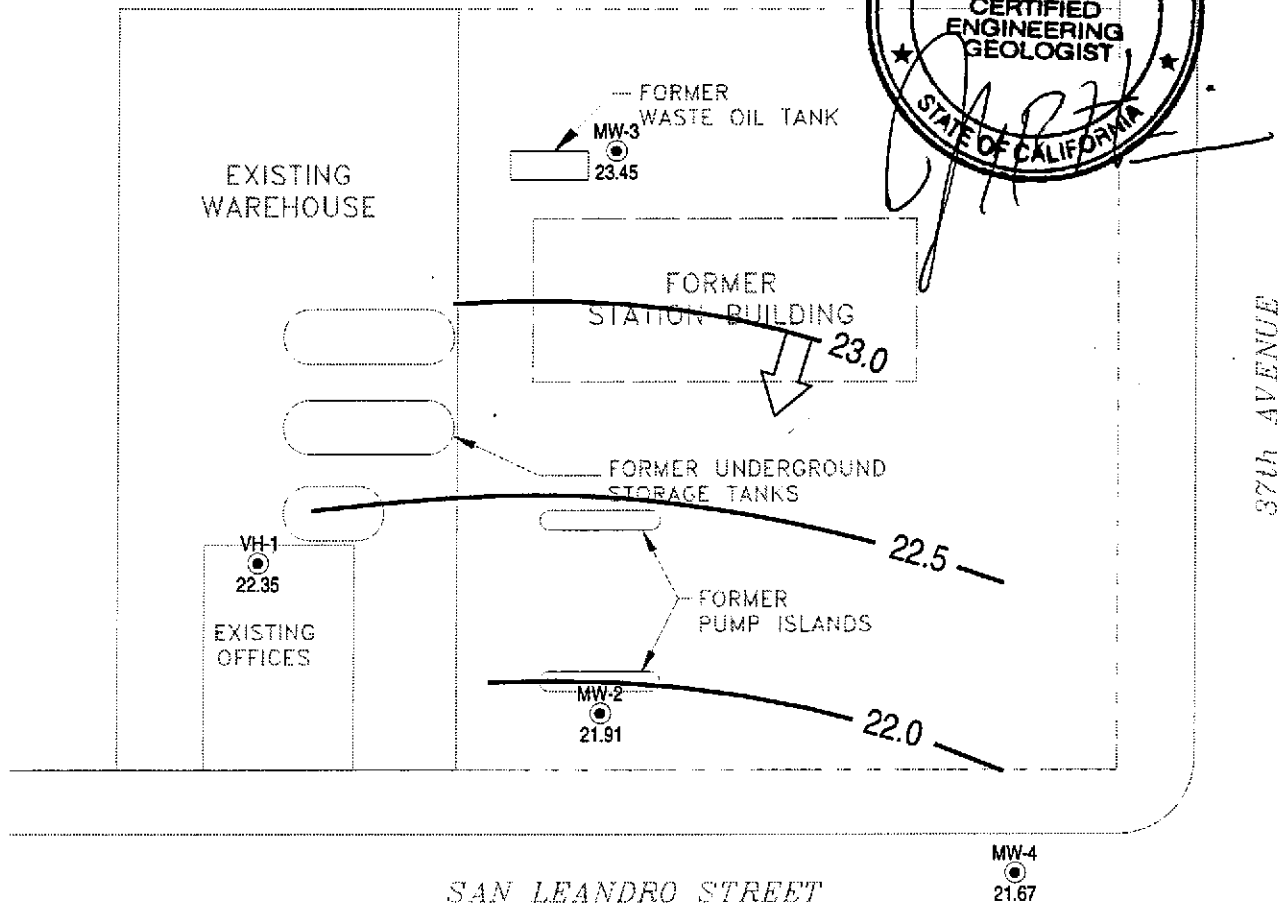 CERTIFIED
ENGINEERING
GEOLOGIST
STATE OF CALIFORNIA
FORMER
WASTE OIL TANK
MW-3
23.45
EXISTING
WAREHOUSE
FORMER
STATION BUILDING
23.0
37th AVENUE
FORMER UNDERGROUND
STORAGE TANKS
22.5
VH-1
22.35
EXISTING
OFFICES
FORMER
PUMP ISLANDS
MW-2
21.91
22.0
MW-4
21.67
SAN LEANDRO STREET